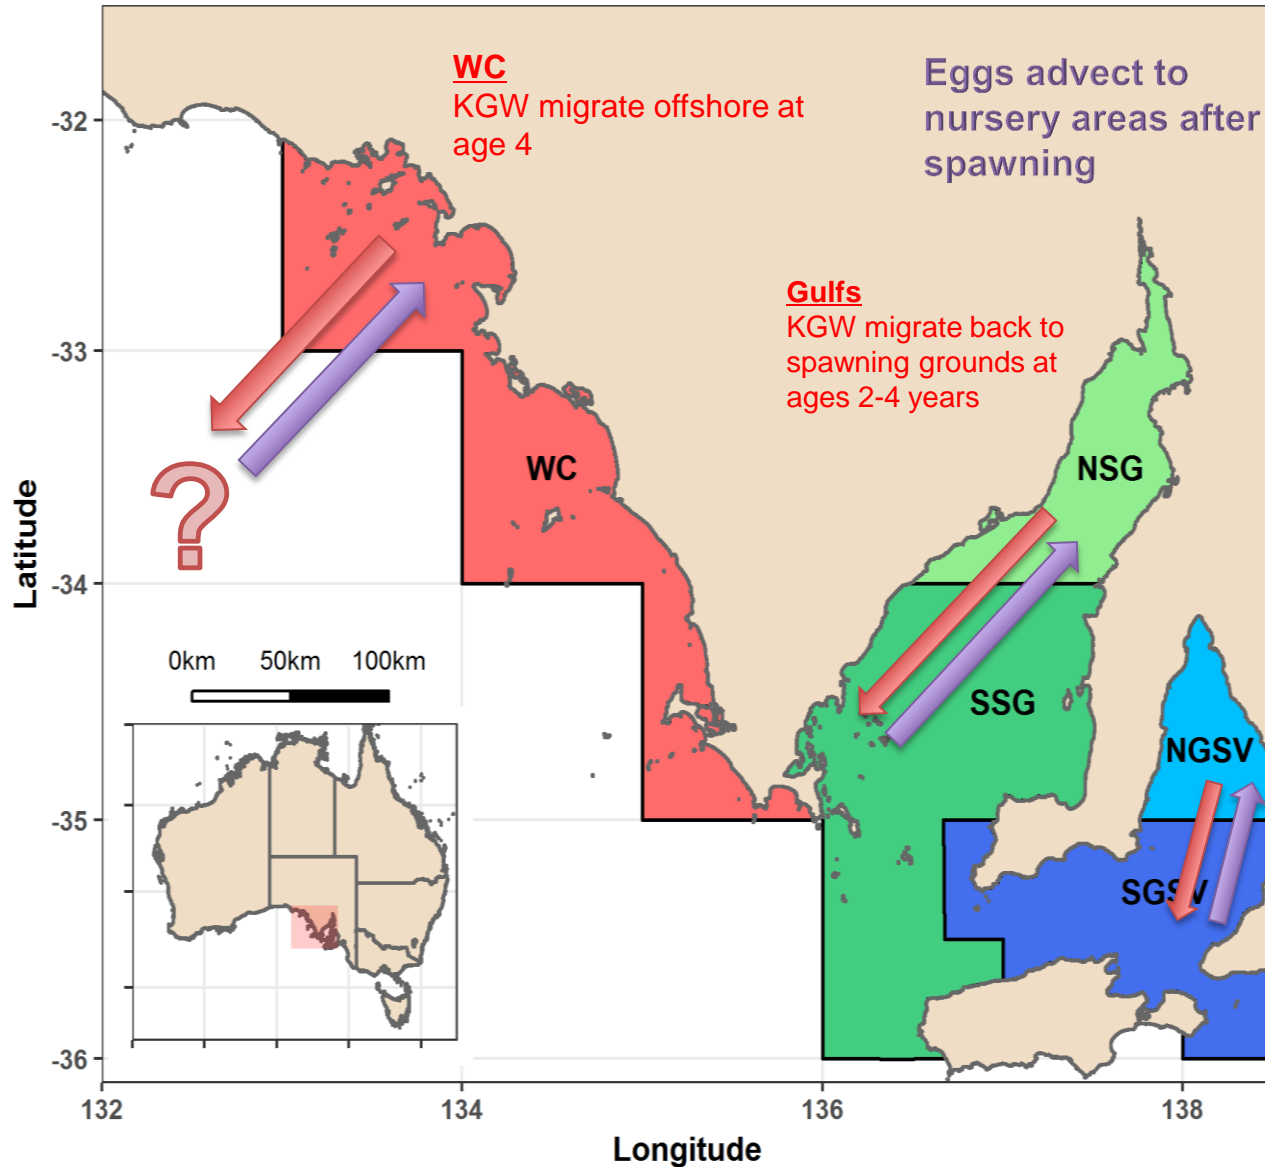 WC
KGW migrate offshore at
age 4
Eggs advect to
nursery areas after
spawning
Gulfs
KGW migrate back to
spawning grounds at
ages 2-4 years
WC
NSG
SSG
NGSV
SGSV
?
0km 50km 100km
-32
-33
-34
-35
-36
Latitude
132 134 136 138
Longitude